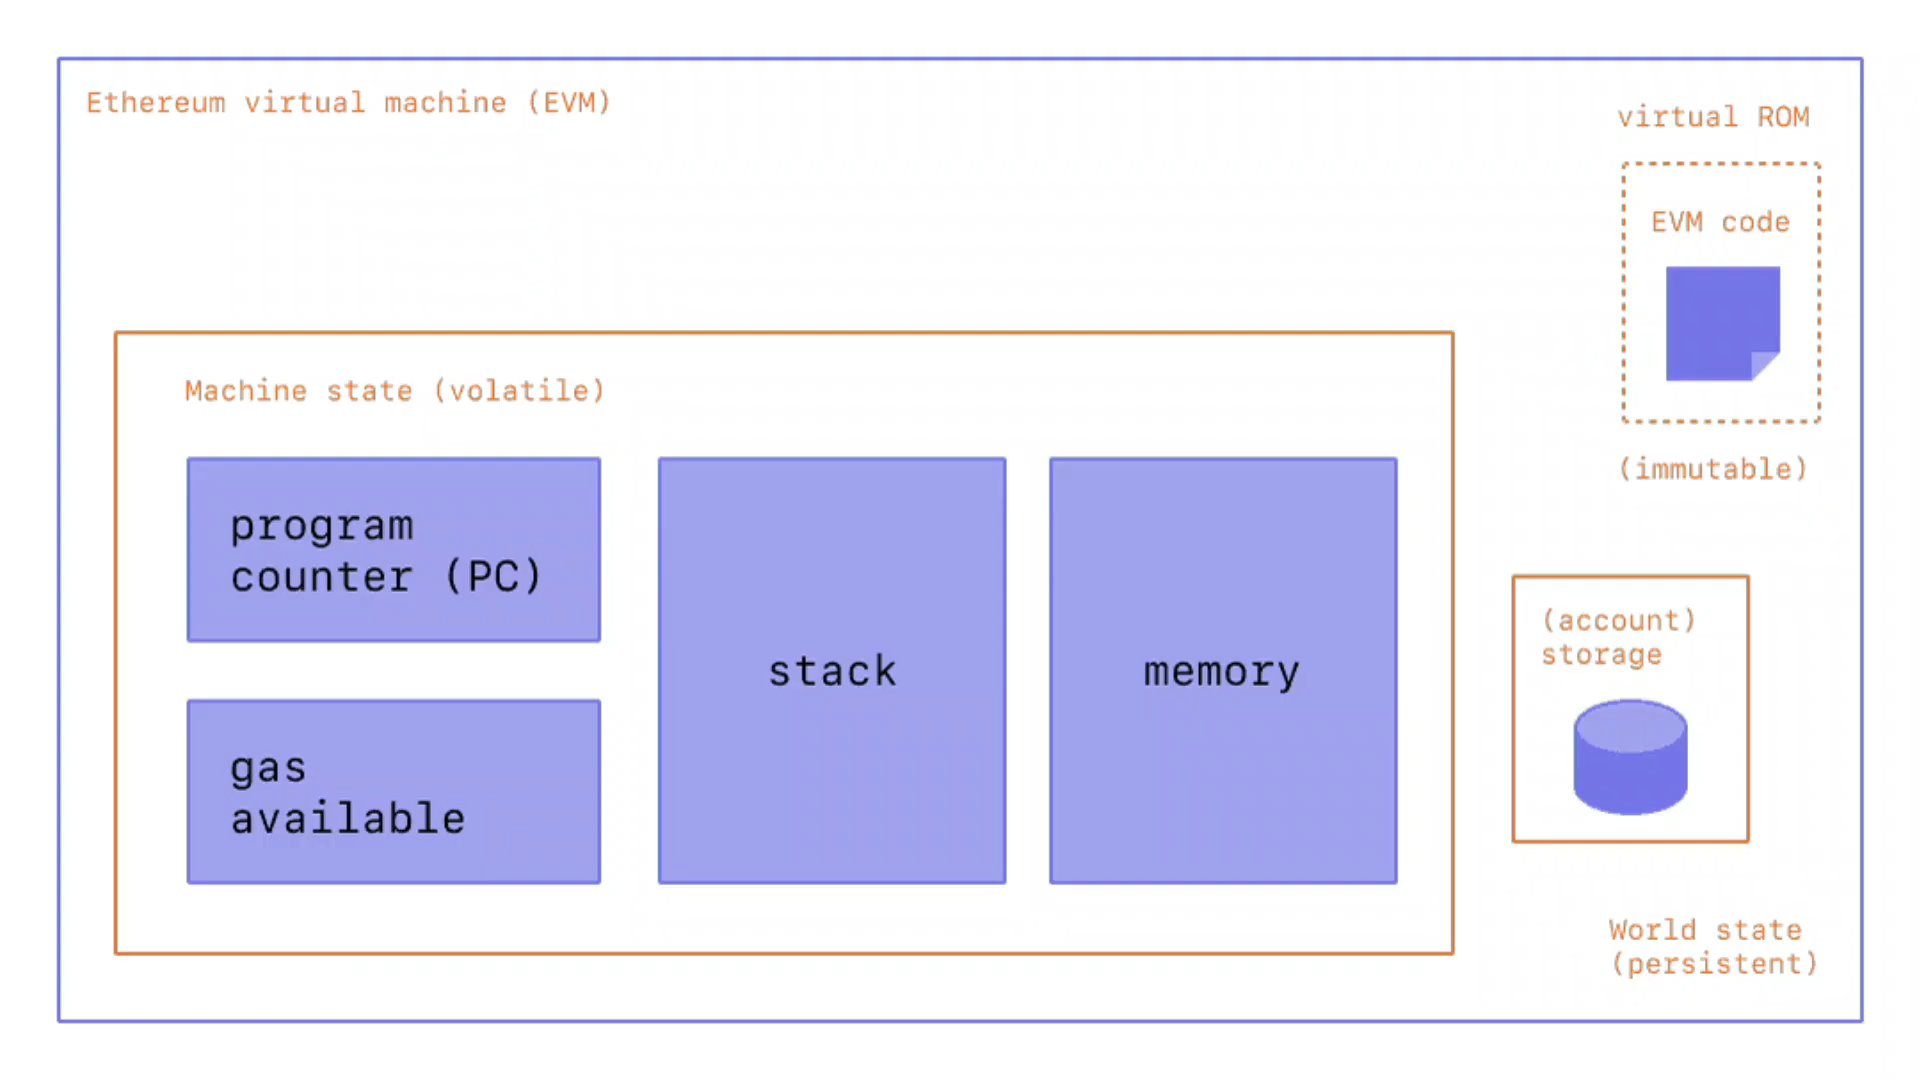 Ethereum virtual machine (EVM)
virtual ROM
EVM code
(immutable)
Machine state (volatile)
program
counter (PC)
gas
available
stack
memory
(account)
storage
World state
(persistent)